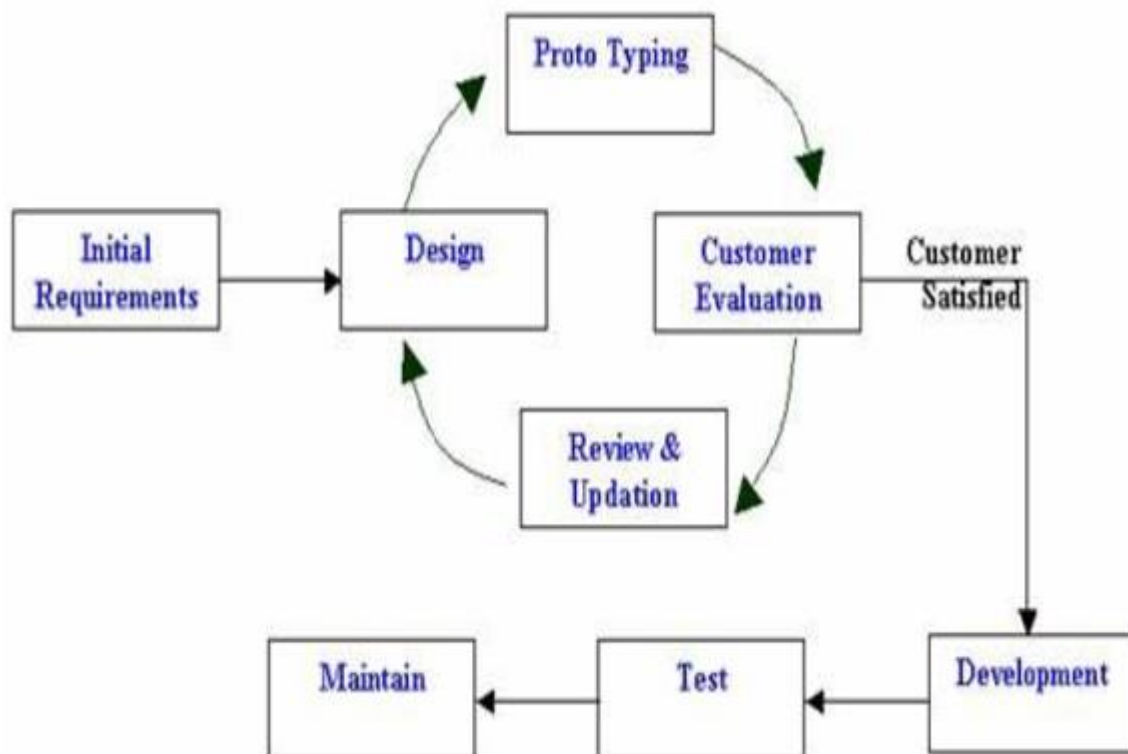 Proto Typing
Initial
Requirements
Design
Customer
Evaluation
Customer
Satisfied
Review &
Updation
Maintain
Test
Development